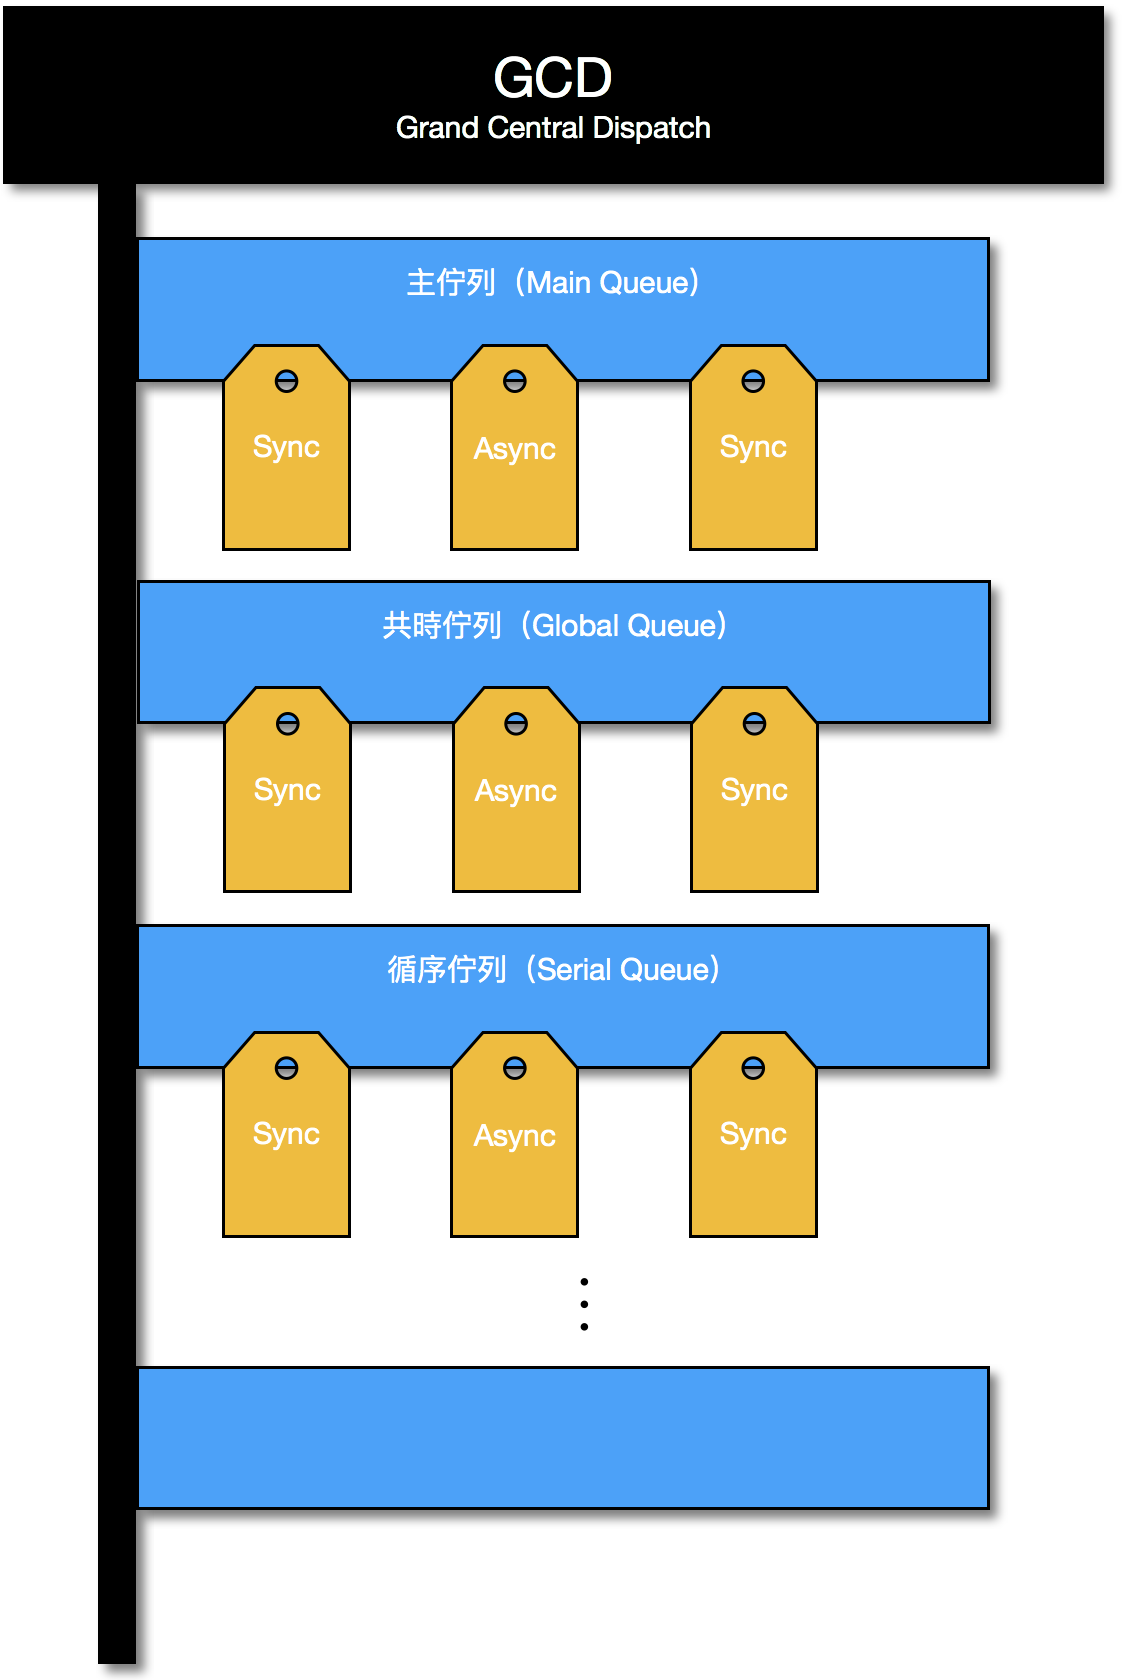 GCD
Grand Central Dispatch
主佇列（Main Queue）
Sync
Async
Sync
共時佇列（Global Queue）
Sync
Async
Sync
循序佇列（Serial Queue）
Sync
Async
Sync